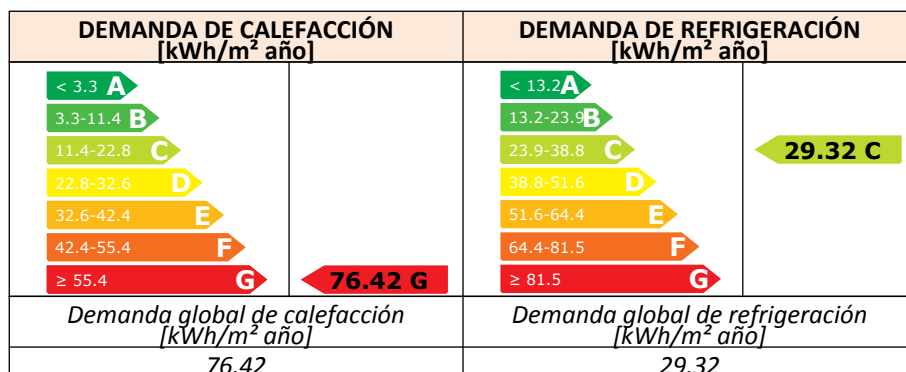 DEMANDA DE CALEFACCIÓN
[kWh/m² año]
DEMANDA DE REFRIGERACIÓN
[kWh/m² año]
< 3.3 A
3.3-11.4 B
11.4-22.8 C
22.8-32.6 D
32.6-42.4 E
42.4-55.4 F
≥ 55.4 G
76.42 G
< 13.2 A
13.2-23.9 B
23.9-38.8 C
38.8-51.6 D
51.6-64.4 E
64.4-81.5 F
≥ 81.5 G
29.32 C
Demanda global de calefacción
[kWh/m² año]
Demanda global de refrigeración
[kWh/m² año]
76.42
29.32